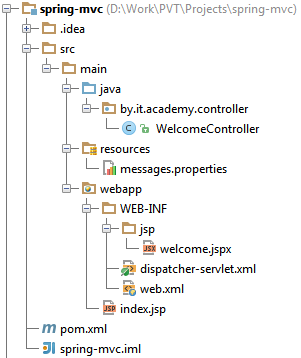 spring-mvc (D:\Work\PVT\Projects\spring-mvc)
.idea
src
main
java
by.it.academy.controller
C WelcomeController
resources
messages.properties
webapp
WEB-INF
jsp
JSX welcome.jspx
dispatcher-servlet.xml
web.xml
JSP index.jsp
m pom.xml
spring-mvc.iml